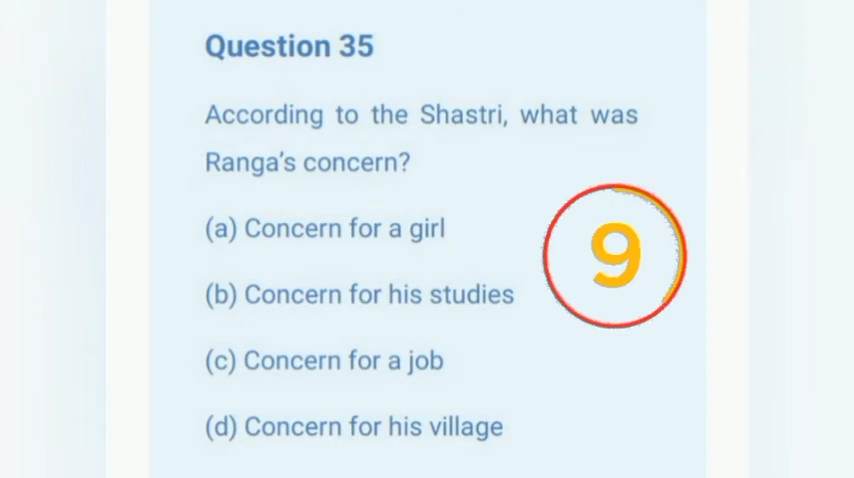 Question 35
According to the Shastri, what was
Ranga's concern?
(a) Concern for a girl
(b) Concern for his studies
9
(c) Concern for a job
(d) Concern for his village